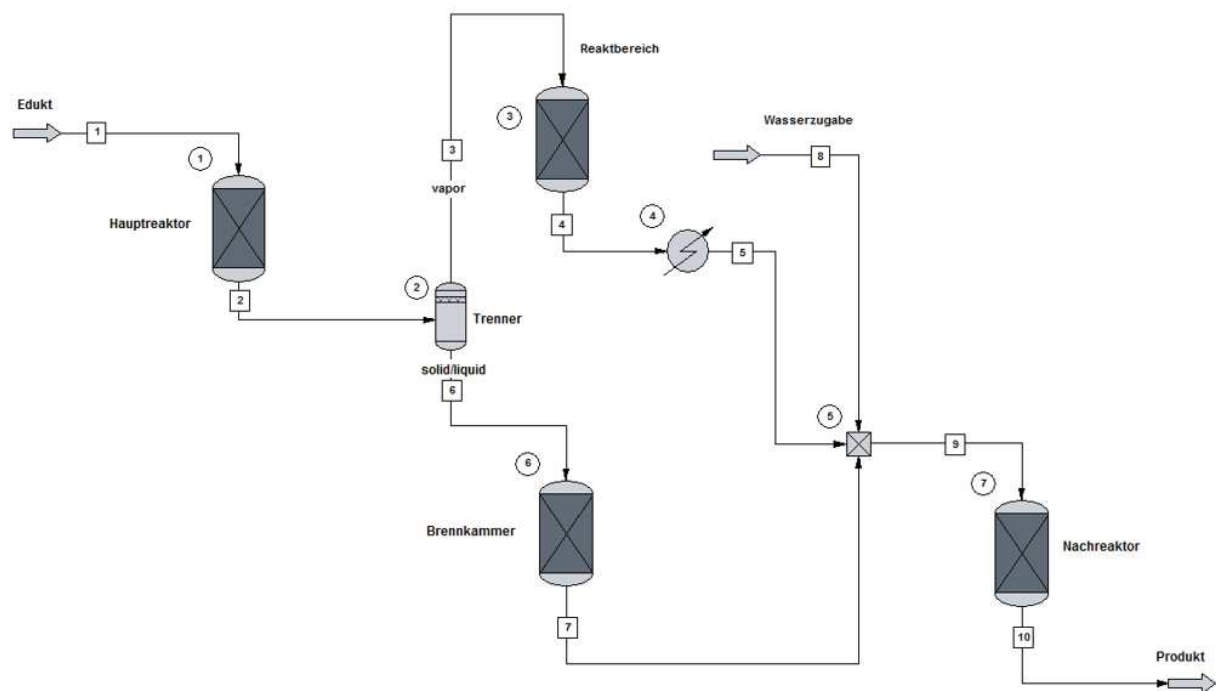 Reaktbereich
Edukt
1
3
Wasserzugabe
1
3
8
vapor
Hauptreaktor
4
4
5
2
2
Trenner
solid/liquid
6
5
9
6
7
Brennkammer
Nachreaktor
7
10
Produkt